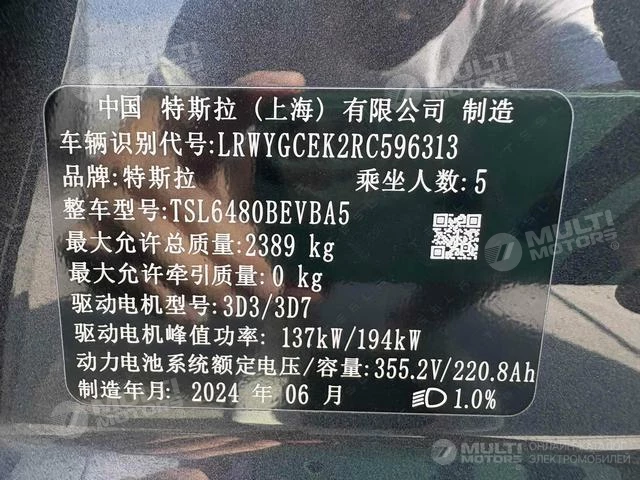 中国 特斯拉 (上海) 有限公司 制造
车辆识别代号:LRWYGCEK2RC596313
品牌:特斯拉 乘坐人数:5
整车型号:TSL6480BEVBA5
最大允许总质量:2389 kg
最大允许牵引质量:0 kg
驱动电机型号:3D3/3D7
驱动电机峰值功率: 137kW/194kW
动力电池系统额定电压/容量:355.2V/220.8Ah
制造年月: 2024 年 06 月 1.0%
MULTI MOTORS
MULTI MOTORS
MULTI MOTORS
MULTI MOTORS
ЭЛЕКТРОМОБИЛЕЙ